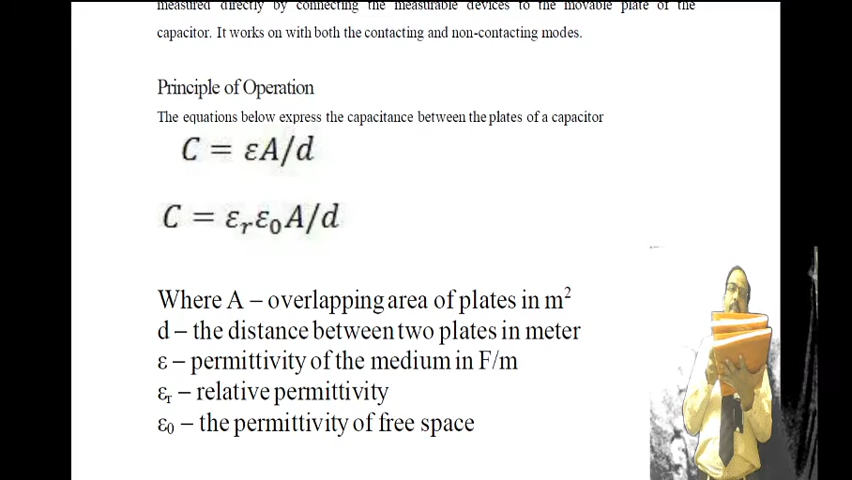 measured directly by connecting the measurable devices to the movable plate of the
capacitor. It works on with both the contacting and non-contacting modes.
Principle of Operation
The equations below express the capacitance between the plates of a capacitor
C = εA/d
C = εᵣε₀A/d
Where A – overlapping area of plates in m²
d – the distance between two plates in meter
ε – permittivity of the medium in F/m
εᵣ – relative permittivity
ε₀ – the permittivity of free space